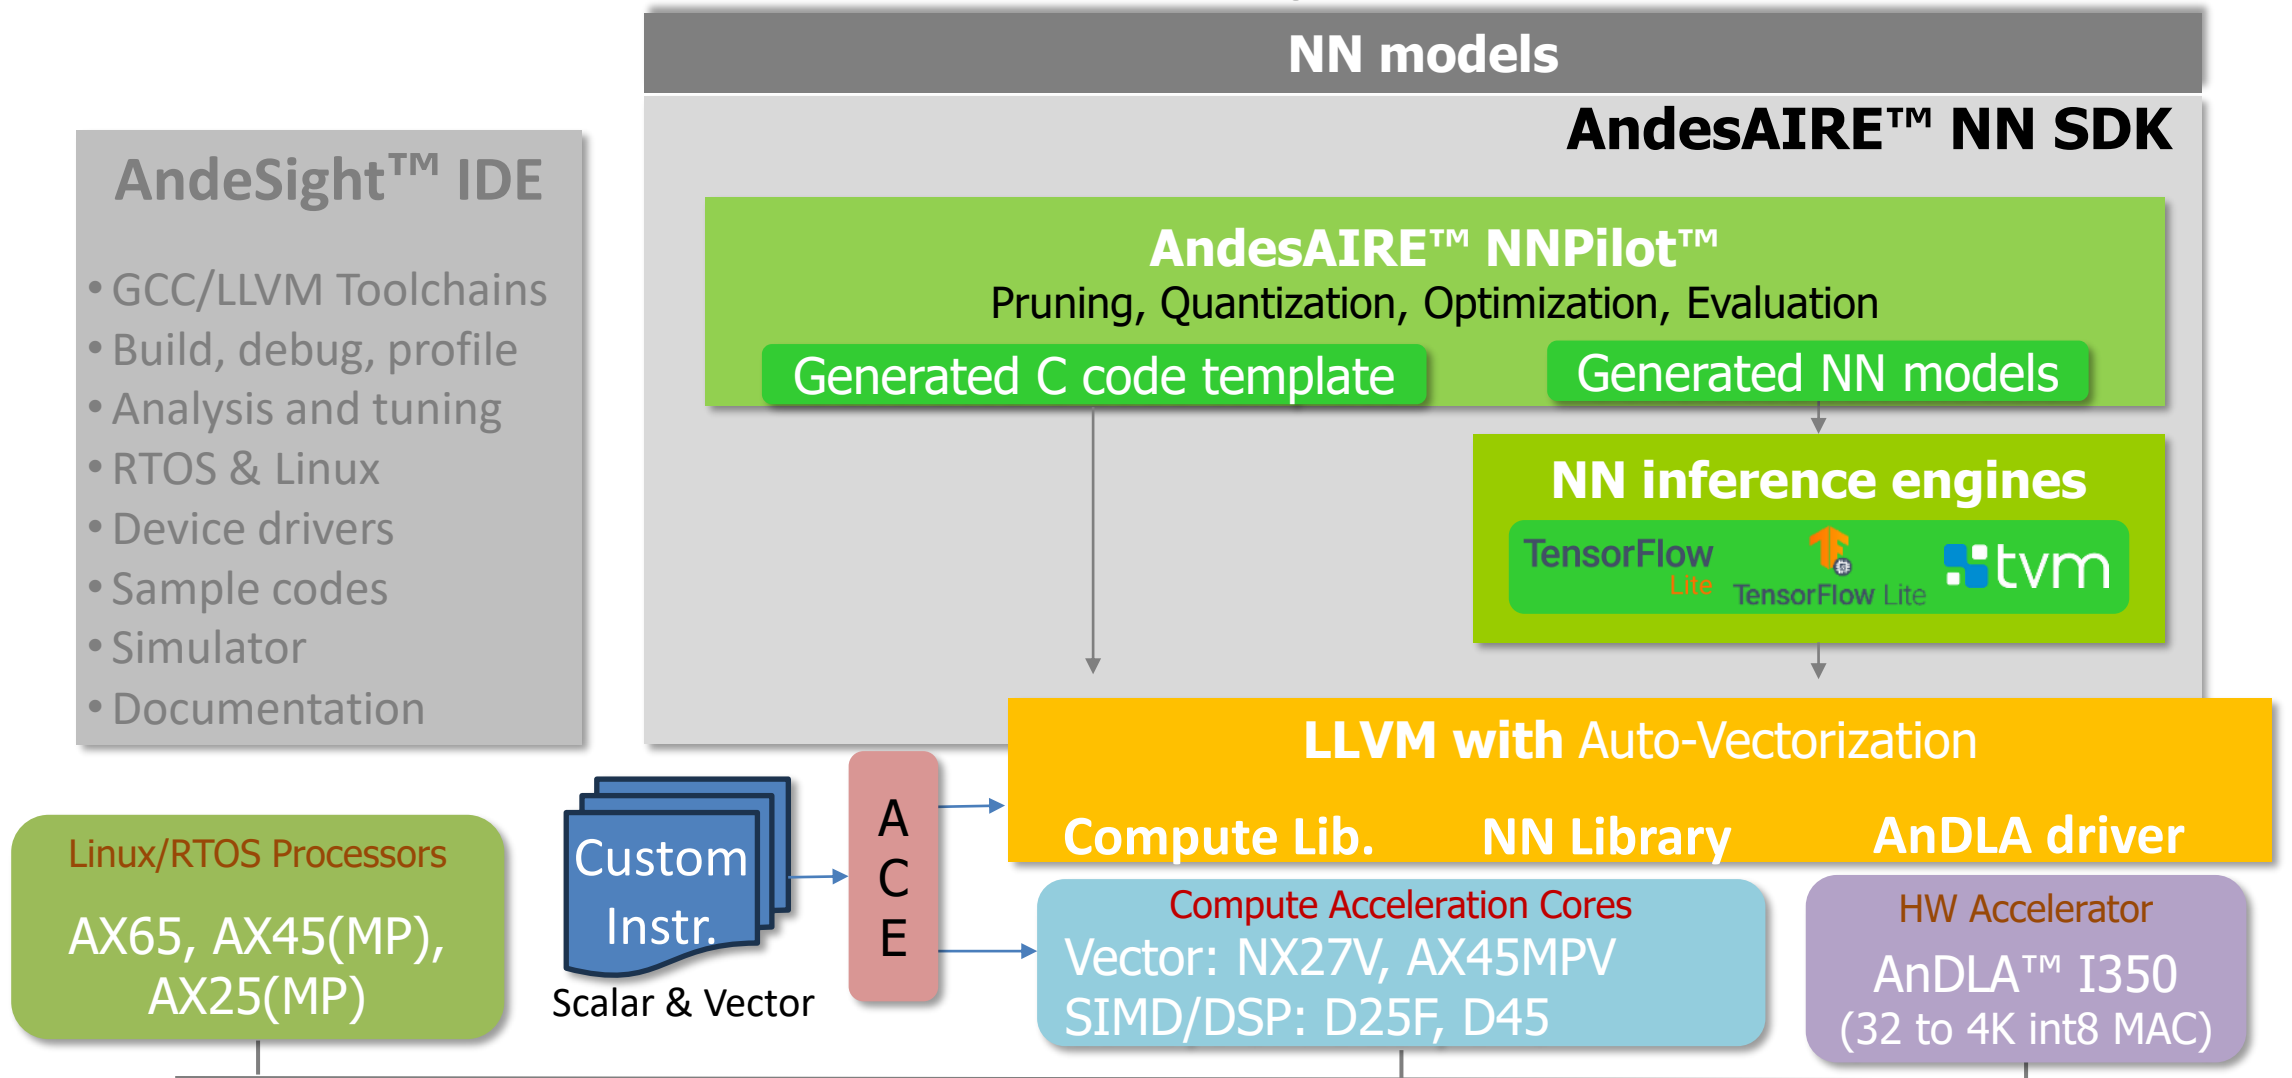 NN models
AndesAIRE™ NN SDK
AndeSight™ IDE
• GCC/LLVM Toolchains
• Build, debug, profile
• Analysis and tuning
• RTOS & Linux
• Device drivers
• Sample codes
• Simulator
• Documentation
AndesAIRE™ NNPilot™
Pruning, Quantization, Optimization, Evaluation
Generated C code template
Generated NN models
NN inference engines
TensorFlow
Lite
TensorFlow Lite
tvm
LLVM with Auto-Vectorization
Compute Lib. NN Library AnDLA driver
Linux/RTOS Processors
AX65, AX45(MP),
AX25(MP)
Custom
Instr.
Scalar & Vector
A
C
E
Compute Acceleration Cores
Vector: NX27V, AX45MPV
SIMD/DSP: D25F, D45
HW Accelerator
AnDLA™ I350
(32 to 4K int8 MAC)